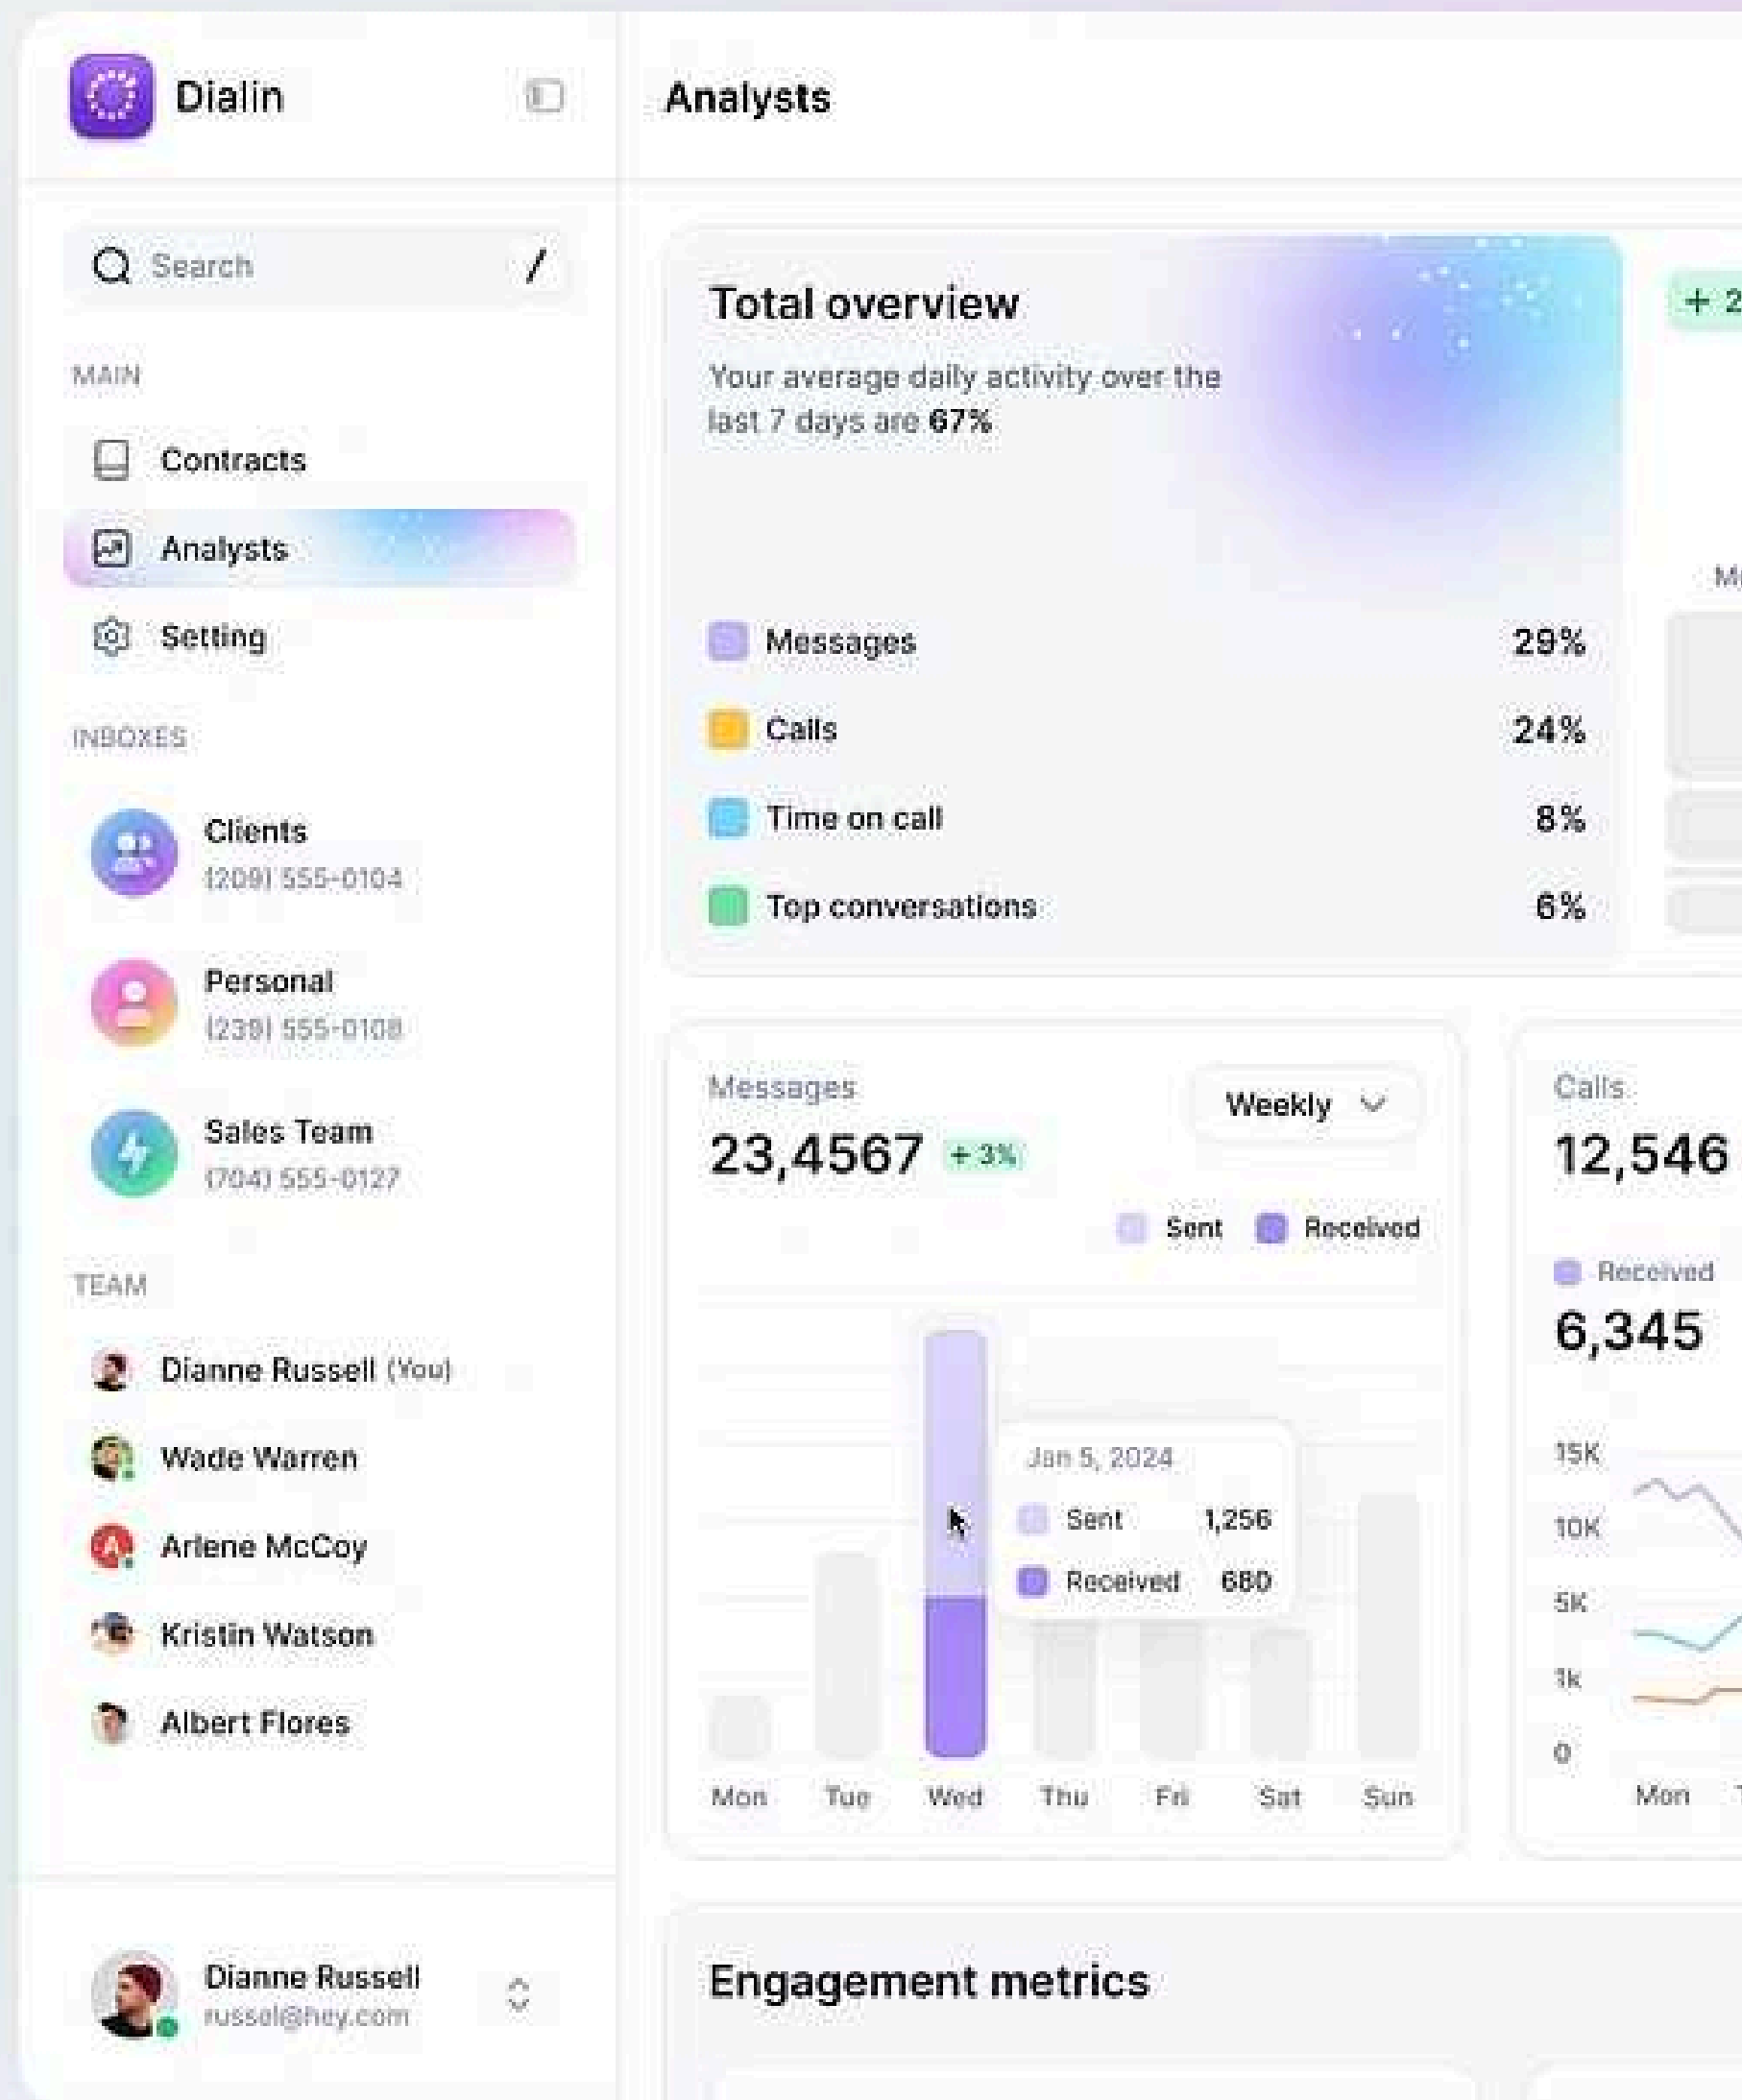 Dialin
Search /
MAIN
Contracts
Analysts
Setting
INBOXES
Clients
(209) 555-0104
Personal
(239) 555-0108
Sales Team
(704) 555-0127
TEAM
Dianne Russell (You)
Wade Warren
A
Arlene McCoy
Kristin Watson
Albert Flores
Dianne Russell
russel@hey.com
Analysts
Total overview
Your average daily activity over the
last 7 days are 67%
Messages 29%
Calls 24%
Time on call 8%
Top conversations 6%
+ 2
Messages
Weekly
23,4567 + 3%
Sent Received
Jan 5, 2024
Sent 1,256
Received 680
Mon Tue Wed Thu Fri Sat Sun
Calls
12,546
Received
6,345
15K
10K
5K
1k
0
Mon
Engagement metrics